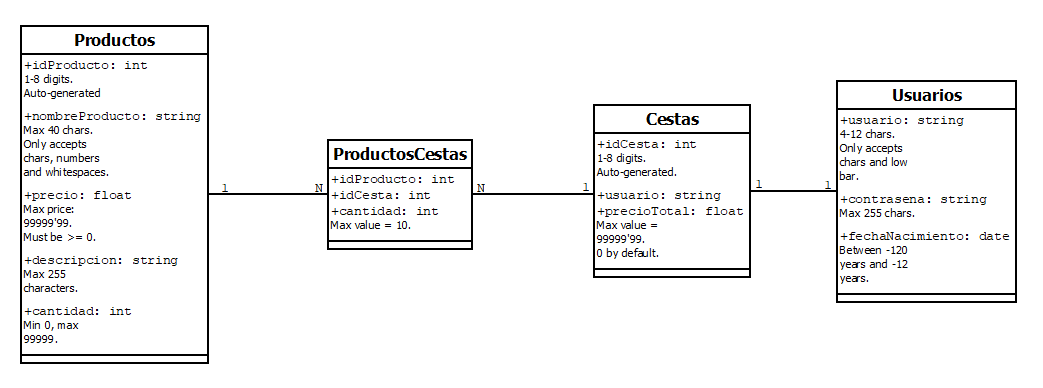 Productos
+idProducto: int
1-8 digits.
Auto-generated
+nombreProducto: string
Max 40 chars.
Only accepts
chars, numbers
and whitespaces.
+precio: float
Max price:
99999'99.
Must be >= 0.
+descripcion: string
Max 255
characters.
+cantidad: int
Min 0, max
99999.
1
N
ProductosCestas
+idProducto: int
+idCesta: int
+cantidad: int
Max value = 10.
N
1
Cestas
+idCesta: int
1-8 digits.
Auto-generated.
+usuario: string
+precioTotal: float
Max value =
99999'99.
0 by default.
1
1
Usuarios
+usuario: string
4-12 chars.
Only accepts
chars and low
bar.
+contrasena: string
Max 255 chars.
+fechaNacimiento: date
Between -120
years and -12
years.